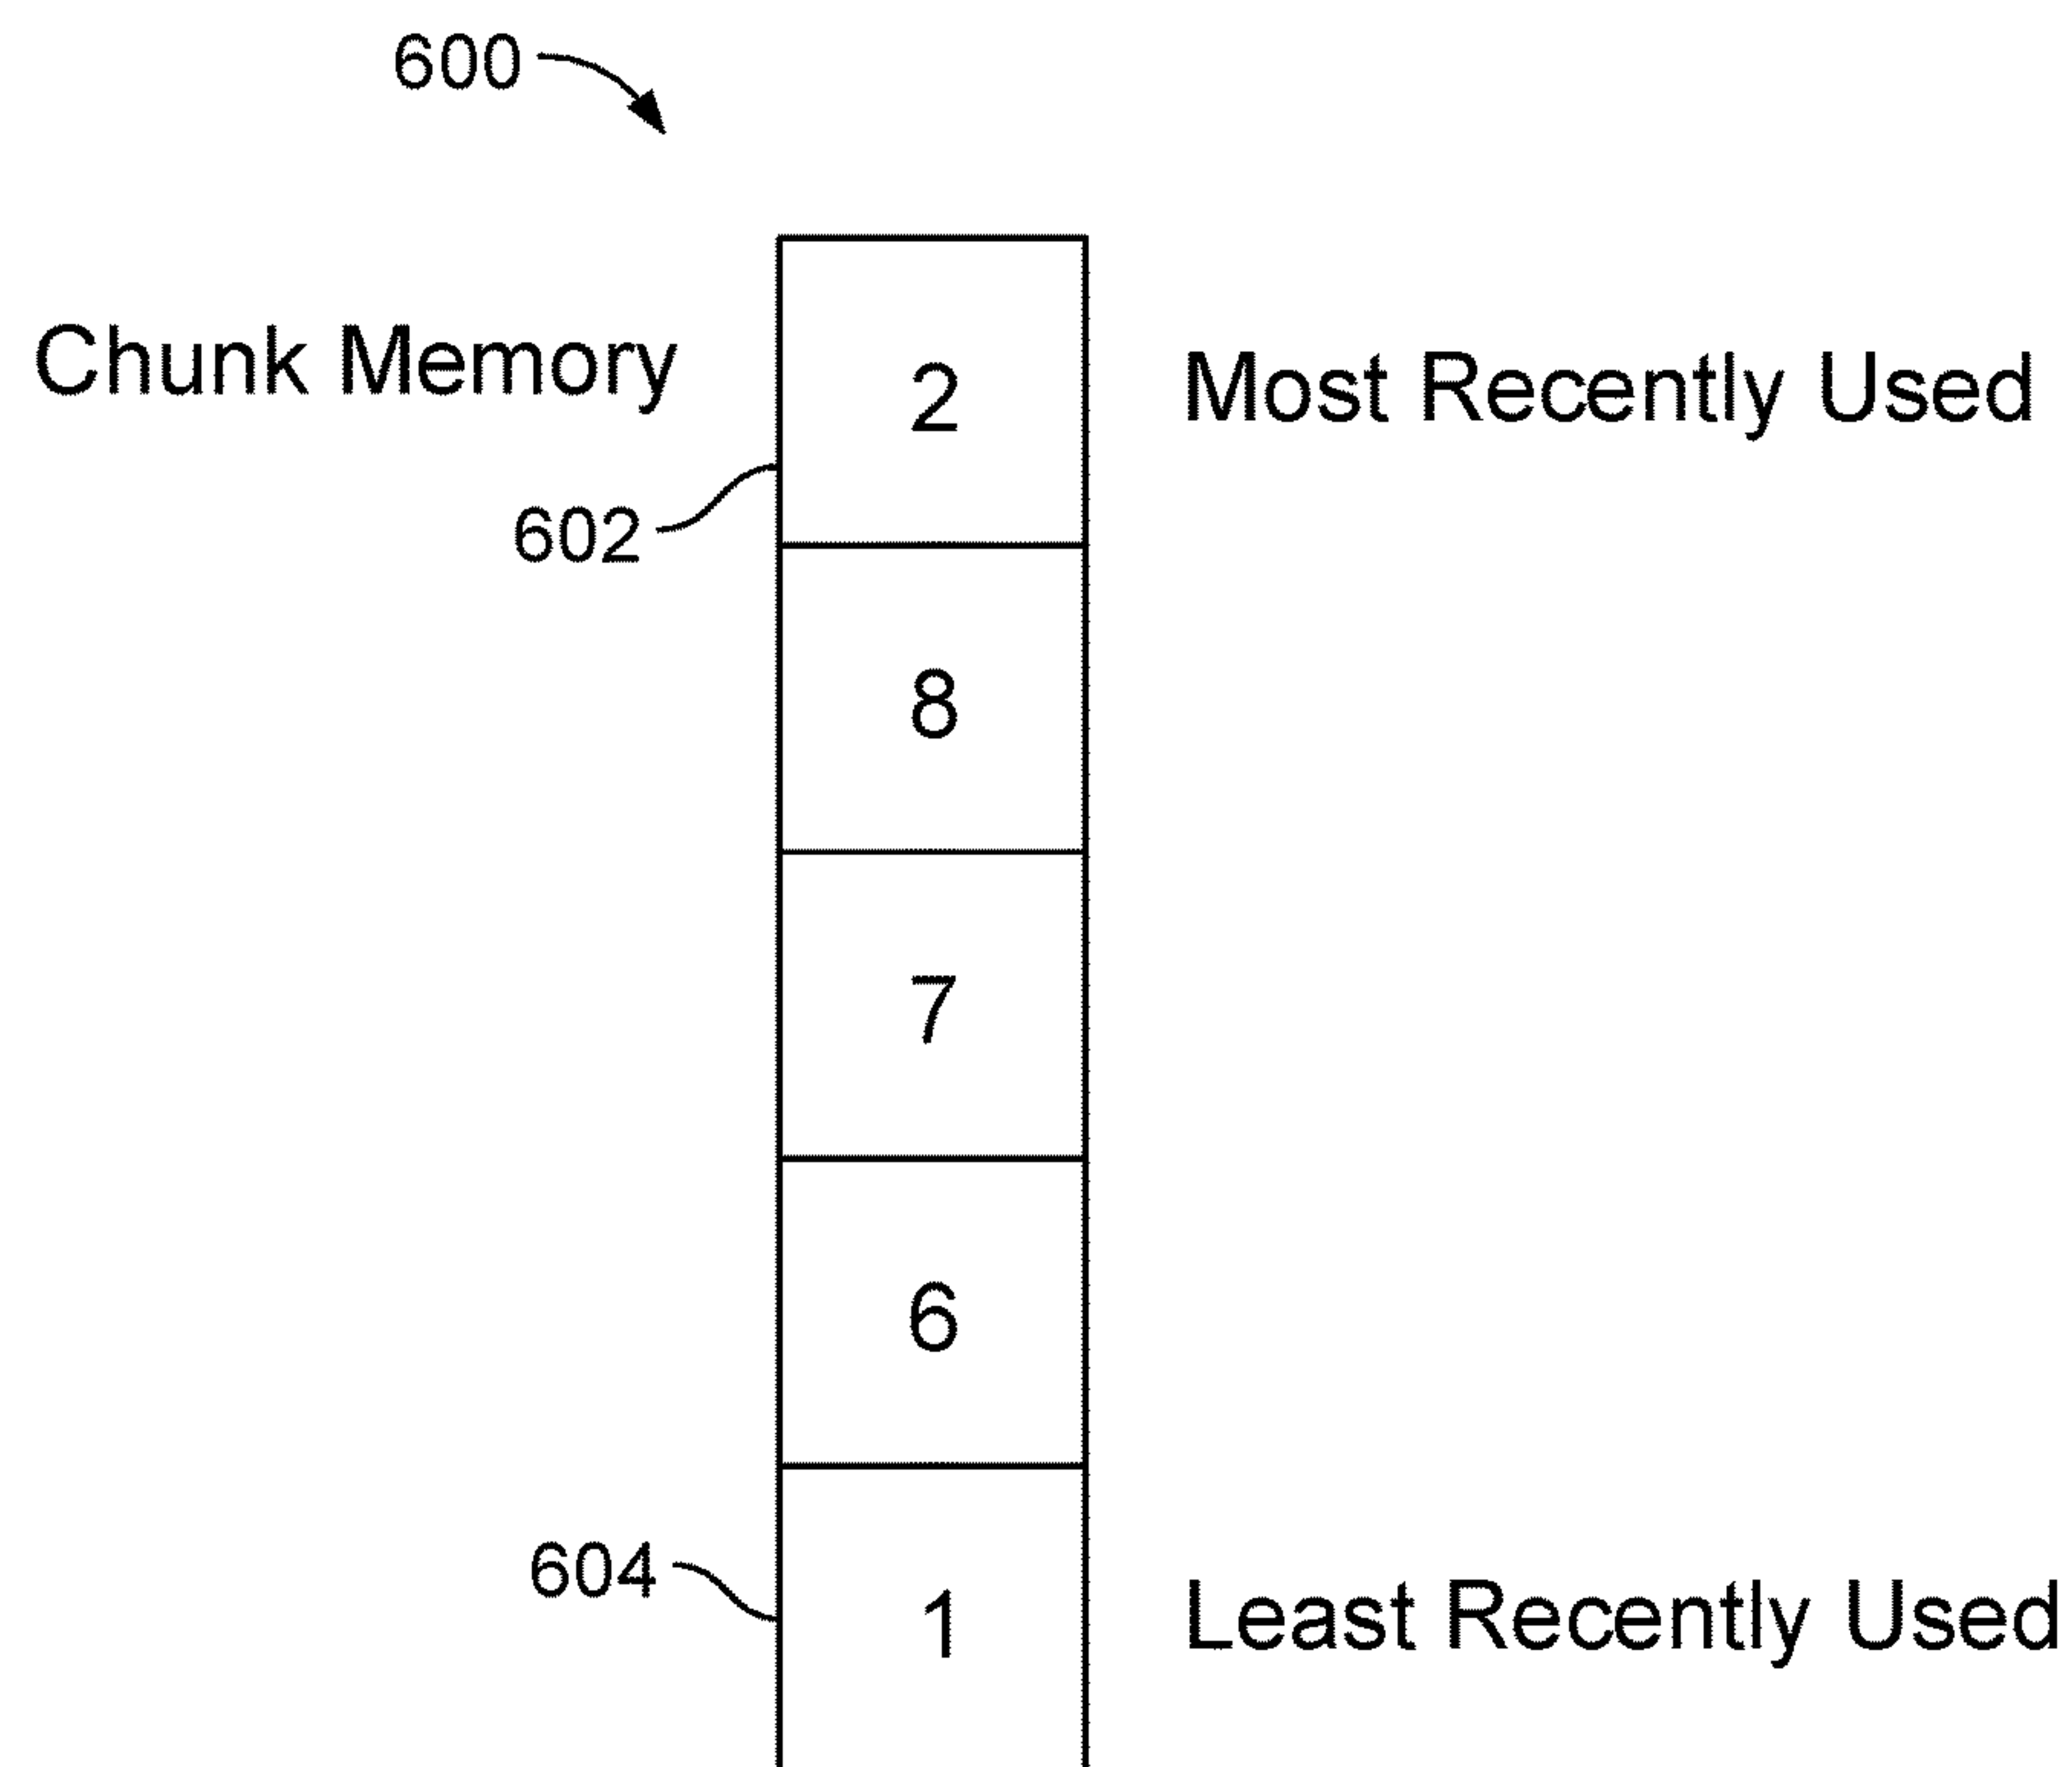 600
Chunk Memory
2
Most Recently Used
602
8
7
6
604
1
Least Recently Used